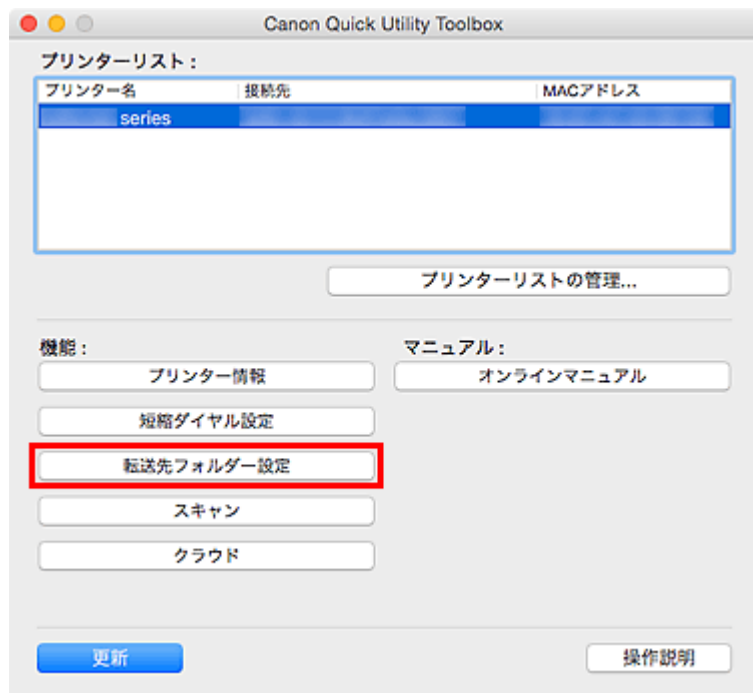 Canon Quick Utility Toolbox
プリンターリスト：
プリンター名 接続先 MACアドレス
series
プリンターリストの管理...
機能： マニュアル：
プリンター情報 オンラインマニュアル
短縮ダイヤル設定
転送先フォルダー設定
スキャン
クラウド
更新 操作説明